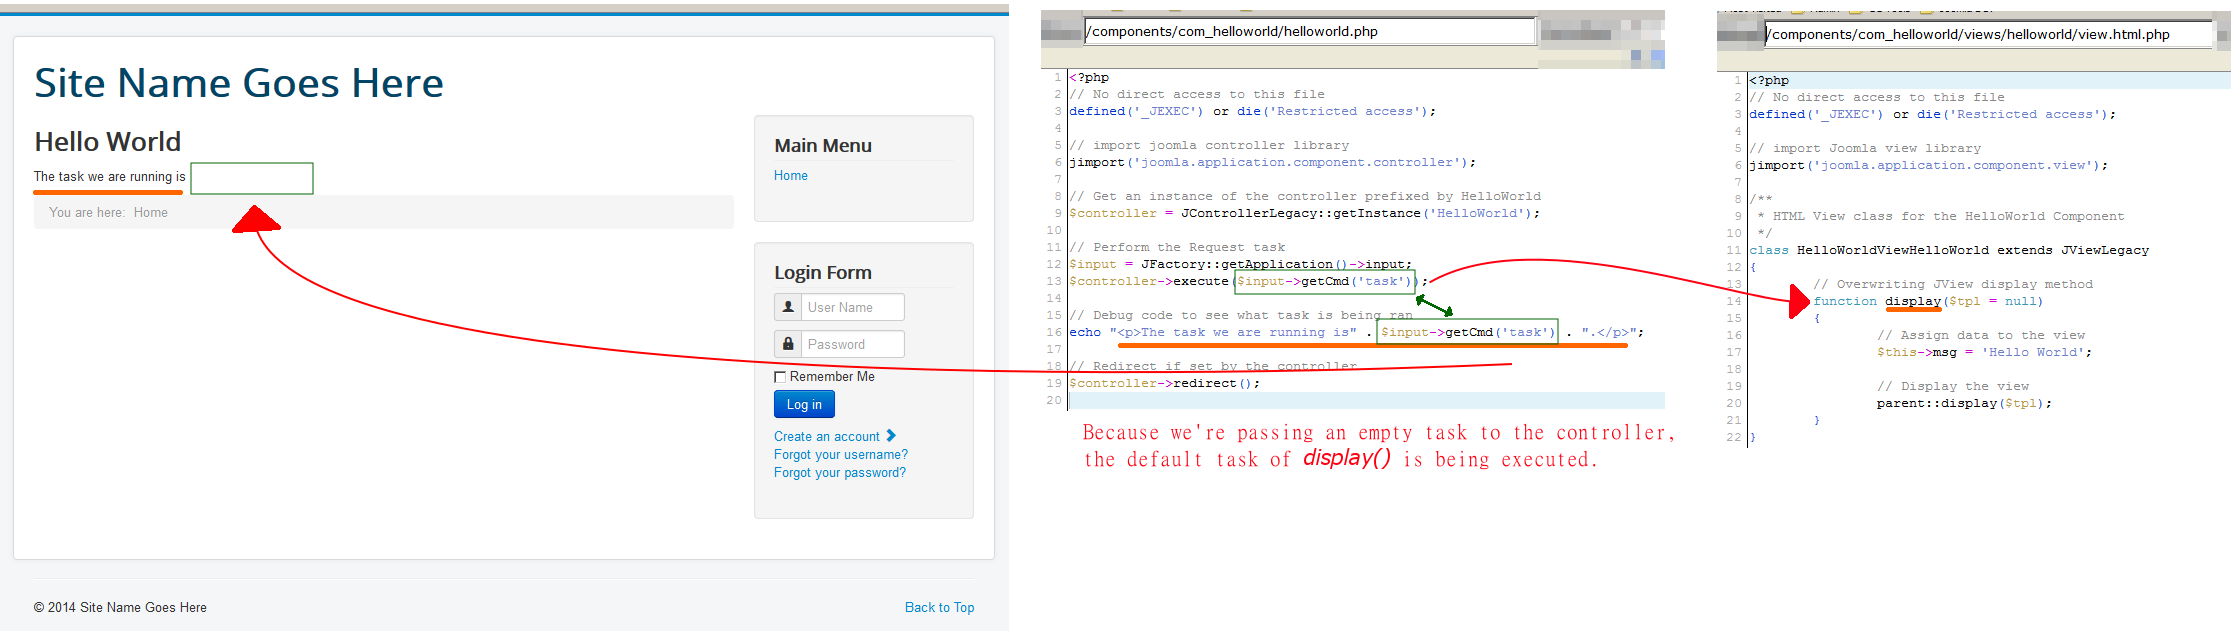 Site Name Goes Here
Hello World
The task we are running is
You are here: Home
Main Menu
Home
Login Form
User Name
Password
Remember Me
Log in
Create an account
Forgot your username?
Forgot your password?
© 2014 Site Name Goes Here
Back to Top
/components/com_helloworld/helloworld.php
1 <?php
2 // No direct access to this file
3 defined('_JEXEC') or die('Restricted access');
4
5 // import joomla controller library
6 jimport('joomla.application.component.controller');
7
8 // Get an instance of the controller prefixed by HelloWorld
9 $controller = JControllerLegacy::getInstance('HelloWorld');
10
11 // Perform the Request task
12 $input = JFactory::getApplication()->input;
13 $controller->execute($input->getCmd('task'));
14
15 // Debug code to see what task is being ran
16 echo "<p>The task we are running is" . $input->getCmd('task') . ".</p>";
17
18 // Redirect if set by the controller
19 $controller->redirect();
20
Because we're passing an empty task to the controller,
the default task of display() is being executed.
/components/com_helloworld/views/helloworld/view.html.php
1 <?php
2 // No direct access to this file
3 defined('_JEXEC') or die('Restricted access');
4
5 // import Joomla view library
6 jimport('joomla.application.component.view');
7
8 /**
9 * HTML View class for the HelloWorld Component
10 */
11 class HelloWorldViewHelloWorld extends JViewLegacy
12 {
13 // Overwriting JView display method
14 function display($tpl = null)
15 {
16 // Assign data to the view
17 $this->msg = 'Hello World';
18
19 // Display the view
20 parent::display($tpl);
21 }
22 }